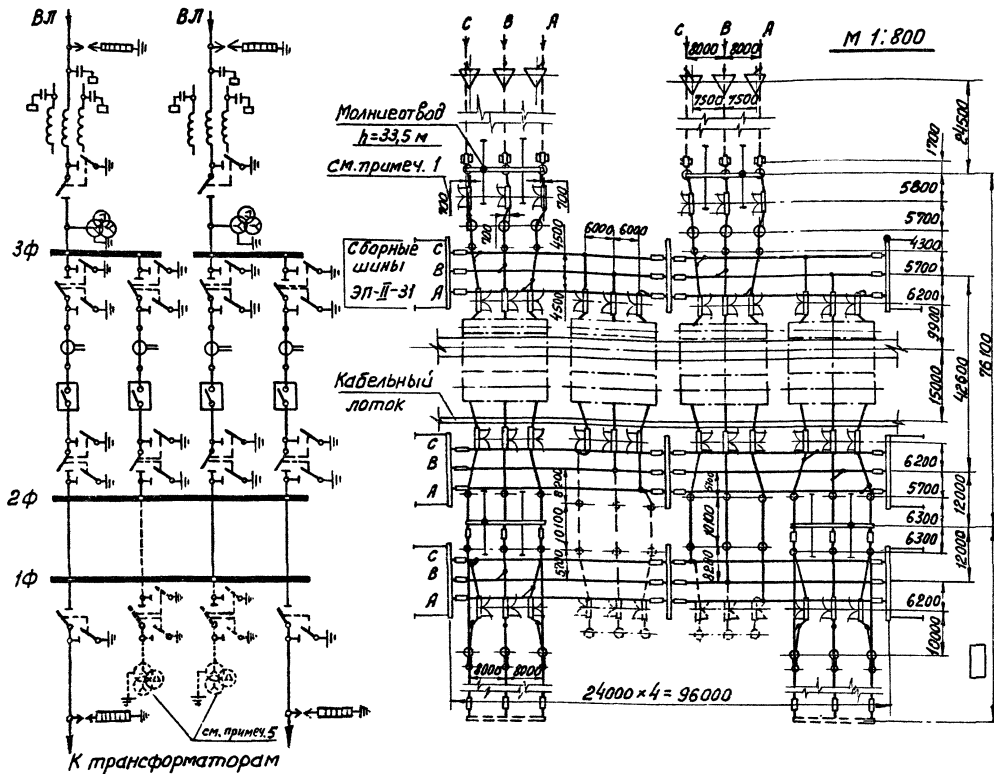 ВЛ
ВЛ
3Ф
2Ф
1Ф
см. примеч. 5
К трансформаторам
С В А
С В А
М 1:800
8000 8000
7500 7500
Молниеотвод
h=33,5 м
см. примеч. 1
700
700
700
Сборные
шины
ЭП-II-31
С
В
А
4500
4500
6000 6000
Кабельный
лоток
С
В
А
С
В
А
8200
10100
5700
5700
10100
8200
8000 8000
24000×4=96000
24500
1700
5800
5700
4300
5700
6200
9900
15000
42600
76100
6200
5700
12000
6300
6300
12000
6200
10000